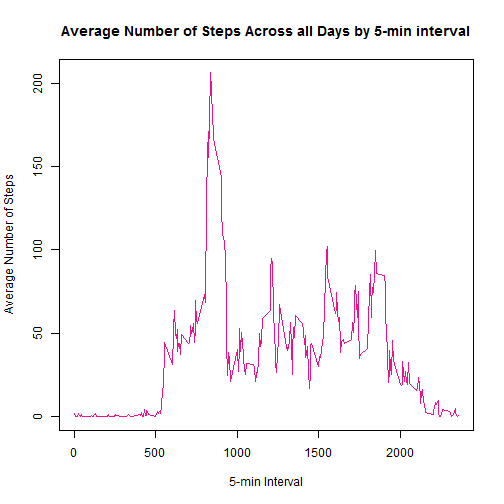 Average Number of Steps Across all Days by 5-min interval
Average Number of Steps
200
150
100
50
0
0 500 1000 1500 2000
5-min Interval